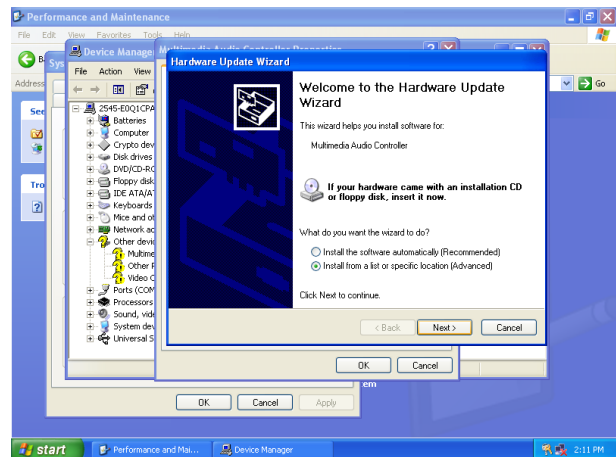 Performance and Maintenance
File Edit View Favorites Tools Help
Address
Go
Device Manage
File Action View
2545-E0Q1CPA
Batteries
Computer
Crypto dev
Disk drives
DVD/CD-RO
Floppy disk
IDE ATA/A
Keyboards
Mice and ot
Network ac
Other devic
Multime
Other P
Video C
Ports (COM
Processors
Sound, vide
System dev
Universal S
Multimedia Audio Controller Properties
Hardware Update Wizard
Welcome to the Hardware Update
Wizard
This wizard helps you install software for:
Multimedia Audio Controller
If your hardware came with an installation CD
or floppy disk, insert it now.
What do you want the wizard to do?
Install the software automatically (Recommended)
Install from a list or specific location (Advanced)
Click Next to continue.
< Back Next > Cancel
OK Cancel
OK Cancel Apply
start
Performance and Mai...
Device Manager
2:11 PM